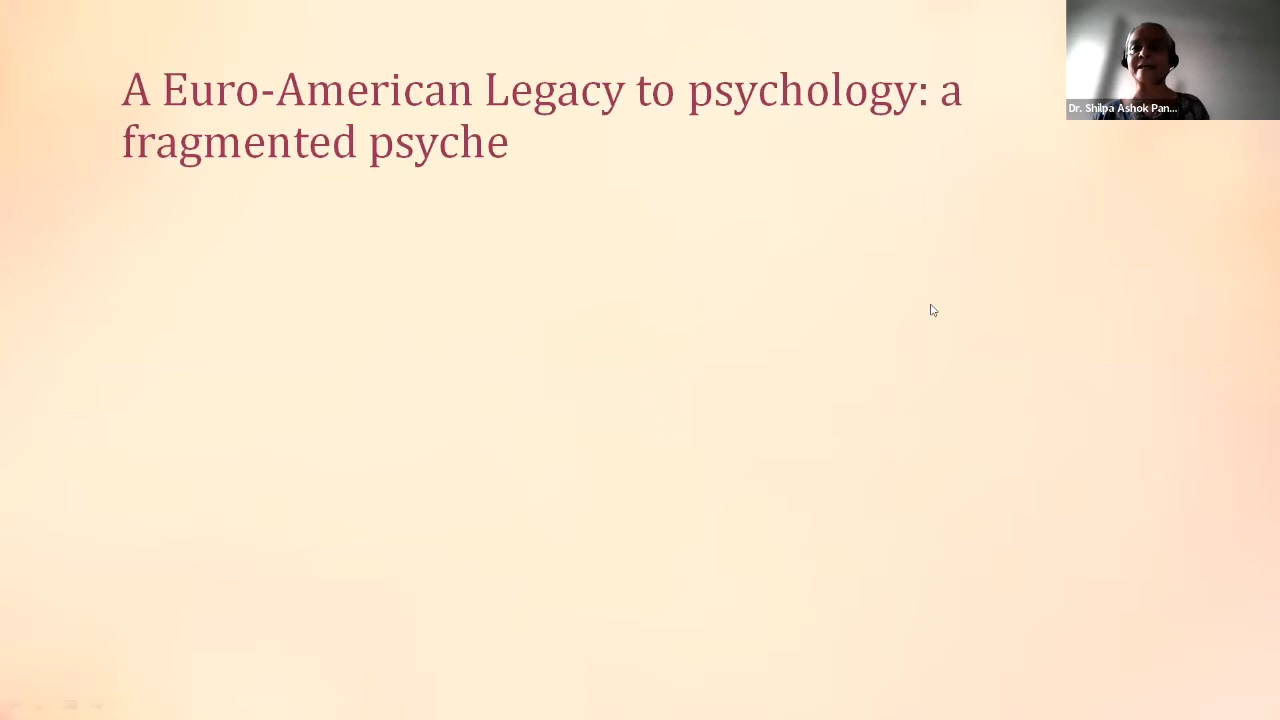 A Euro-American Legacy to psychology: a
fragmented psyche
Dr. Shilpa Ashok Pan...